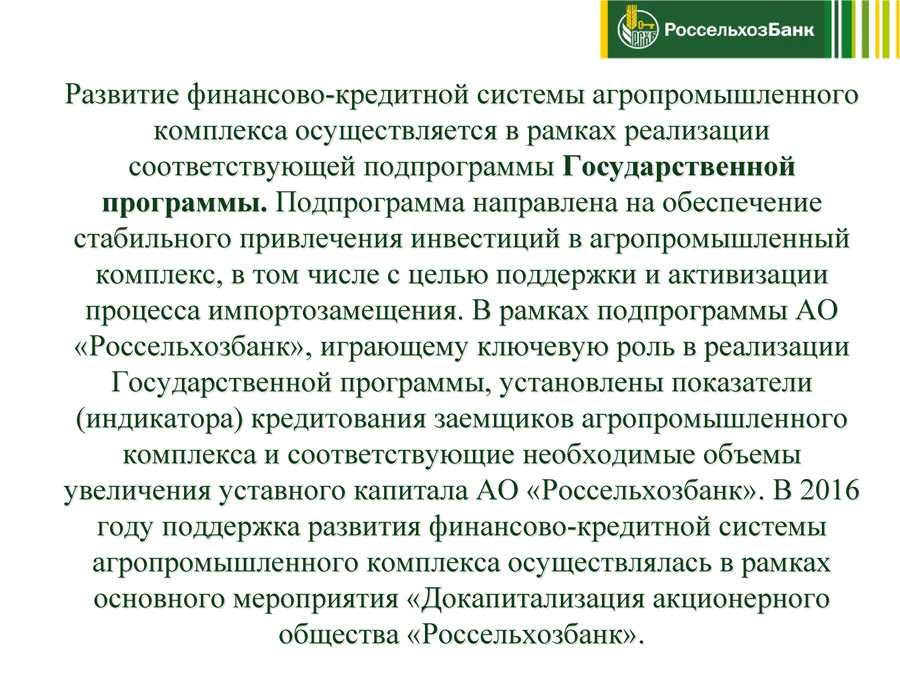 РСХБ
РоссельхозБанк
Развитие финансово-кредитной системы агропромышленного
комплекса осуществляется в рамках реализации
соответствующей подпрограммы Государственной
программы. Подпрограмма направлена на обеспечение
стабильного привлечения инвестиций в агропромышленный
комплекс, в том числе с целью поддержки и активизации
процесса импортозамещения. В рамках подпрограммы АО
«Россельхозбанк», играющему ключевую роль в реализации
Государственной программы, установлены показатели
(индикатора) кредитования заемщиков агропромышленного
комплекса и соответствующие необходимые объемы
увеличения уставного капитала АО «Россельхозбанк». В 2016
году поддержка развития финансово-кредитной системы
агропромышленного комплекса осуществлялась в рамках
основного мероприятия «Докапитализация акционерного
общества «Россельхозбанк».